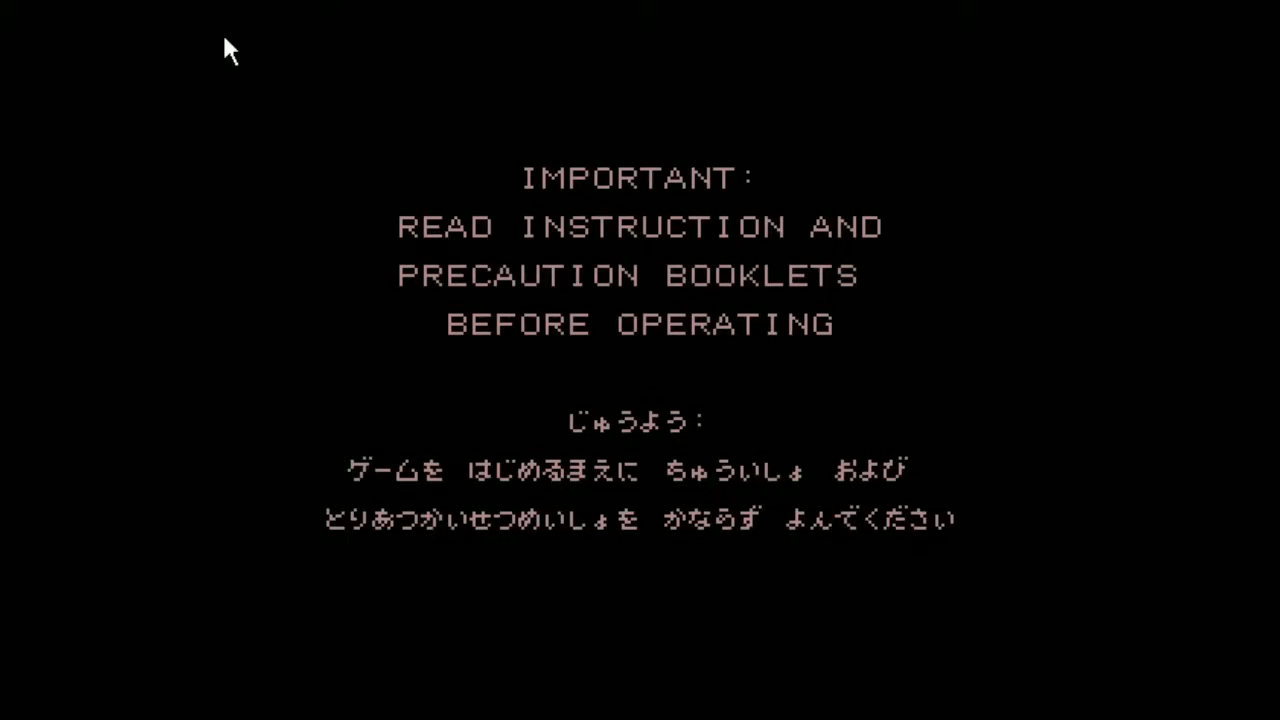 IMPORTANT:
READ INSTRUCTION AND
PRECAUTION BOOKLETS
BEFORE OPERATING
じゅうよう:
ゲームを はじめるまえに ちゅういしょ および
とりあつかいせつめいしょを かならず よんでください